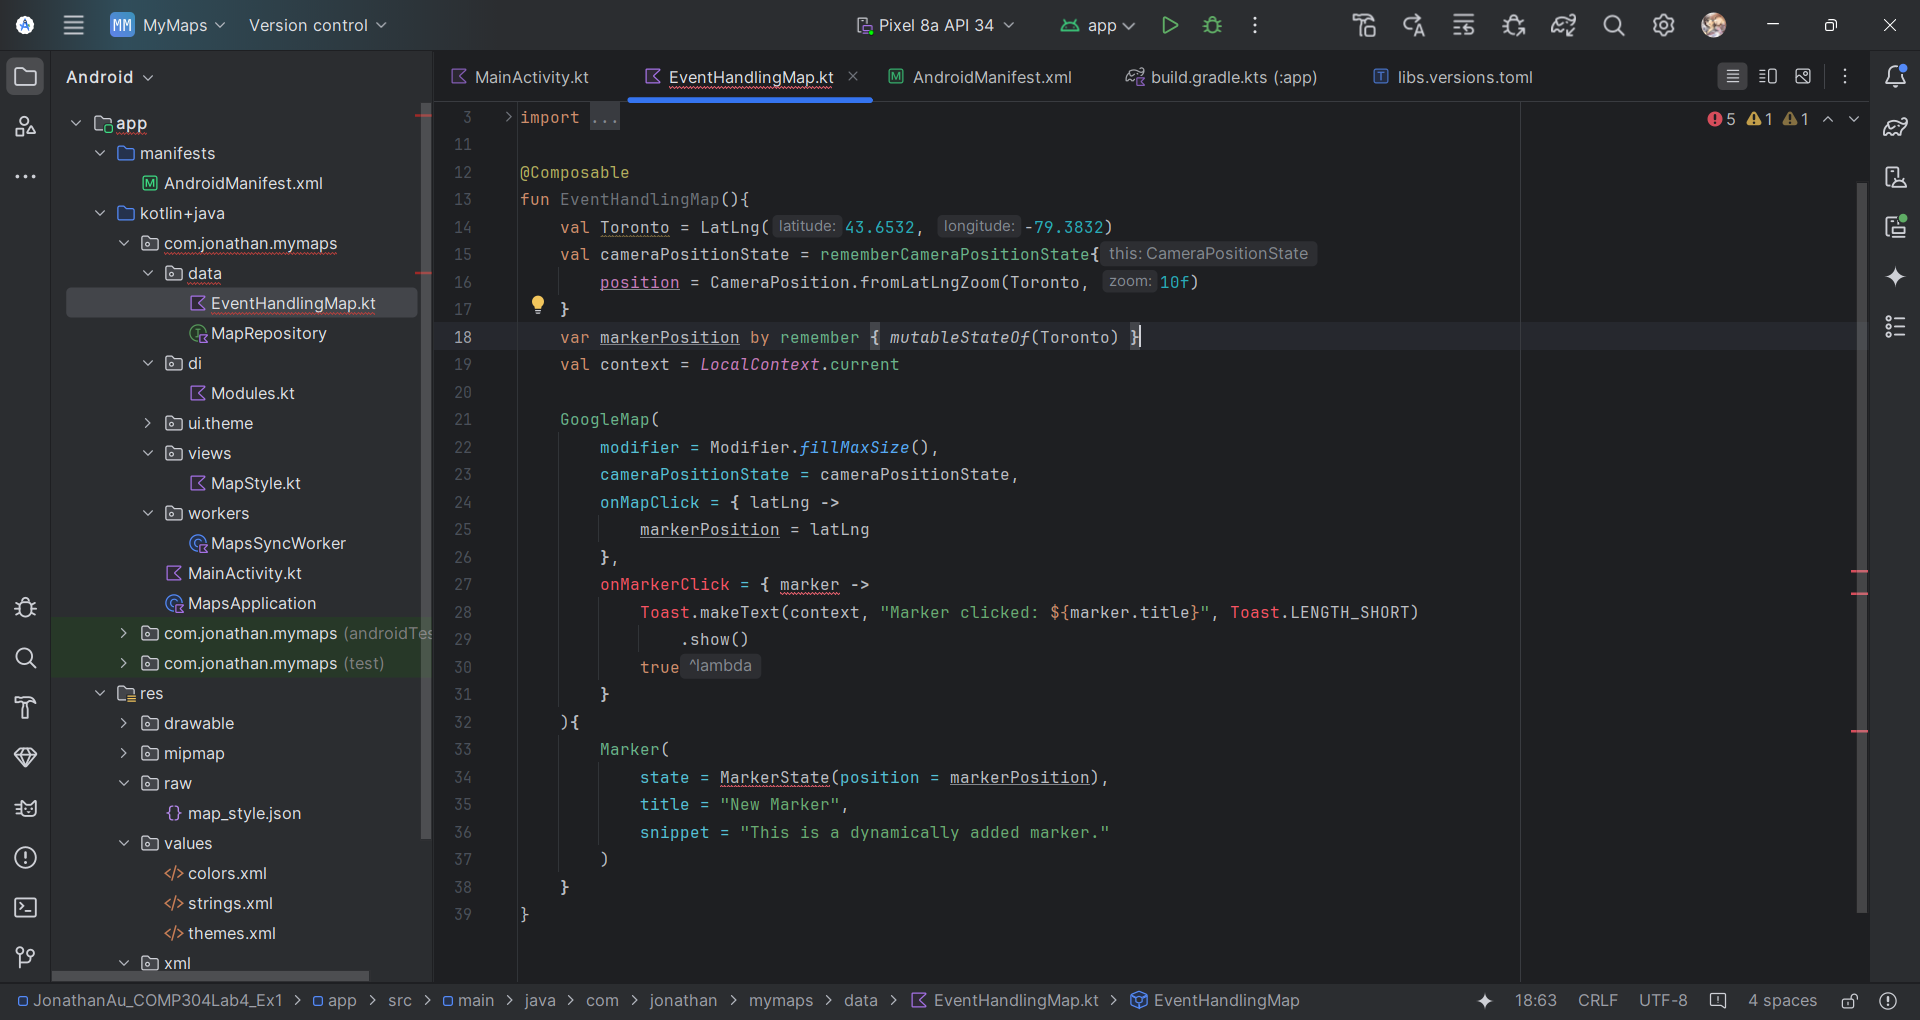 MM MyMaps Version control Pixel 8a API 34 app
Android
MainActivity.kt EventHandlingMap.kt AndroidManifest.xml build.gradle.kts (:app) libs.versions.toml
app
manifests
AndroidManifest.xml
kotlin+java
com.jonathan.mymaps
data
EventHandlingMap.kt
MapRepository
di
Modules.kt
ui.theme
views
MapStyle.kt
workers
MapsSyncWorker
MainActivity.kt
MapsApplication
com.jonathan.mymaps (androidTes
com.jonathan.mymaps (test)
res
drawable
mipmap
raw
map_style.json
values
colors.xml
strings.xml
themes.xml
xml
5 1 1
3 import ...
11
12 @Composable
13 fun EventHandlingMap(){
14 val Toronto = LatLng( latitude: 43.6532, longitude: -79.3832)
15 val cameraPositionState = rememberCameraPositionState{ this: CameraPositionState
16 position = CameraPosition.fromLatLngZoom(Toronto, zoom: 10f)
17 }
18 var markerPosition by remember { mutableStateOf(Toronto) }
19 val context = LocalContext.current
20
21 GoogleMap(
22 modifier = Modifier.fillMaxSize(),
23 cameraPositionState = cameraPositionState,
24 onMapClick = { latLng ->
25 markerPosition = latLng
26 },
27 onMarkerClick = { marker ->
28 Toast.makeText(context, "Marker clicked: ${marker.title}", Toast.LENGTH_SHORT)
29 .show()
30 true ^lambda
31 }
32 ){
33 Marker(
34 state = MarkerState(position = markerPosition),
35 title = "New Marker",
36 snippet = "This is a dynamically added marker."
37 )
38 }
39 }
JonathanAu_COMP304Lab4_Ex1 > app > src > main > java > com > jonathan > mymaps > data > EventHandlingMap.kt > EventHandlingMap 18:63 CRLF UTF-8 4 spaces